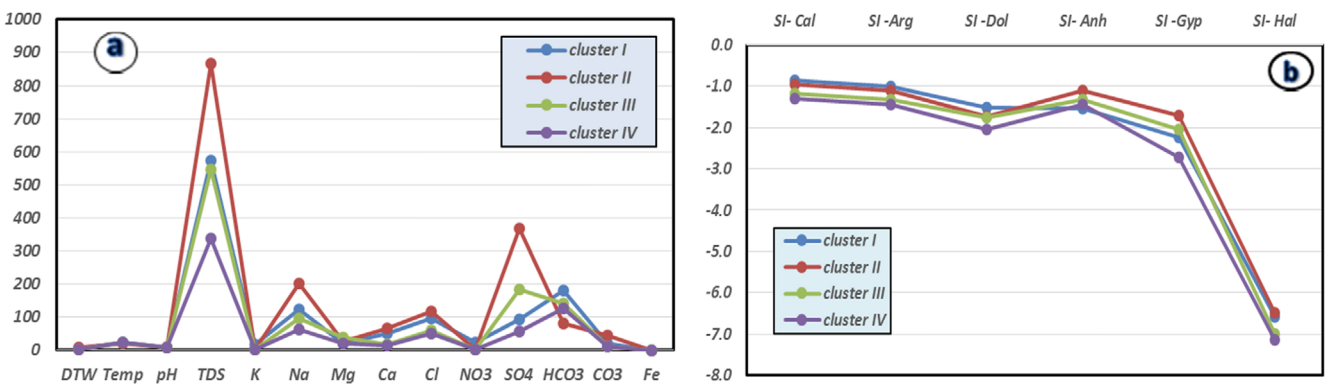 a
1000
900
800
700
600
500
400
300
200
100
0
cluster I
cluster II
cluster III
cluster IV
DTW Temp pH TDS K Na Mg Ca Cl NO3 SO4 HCO3 CO3 Fe
SI- Cal SI -Arg SI -Dol SI- Anh SI -Gyp SI- Hal
b
0.0
-1.0
-2.0
-3.0
-4.0
-5.0
-6.0
-7.0
-8.0
cluster I
cluster II
cluster III
cluster IV